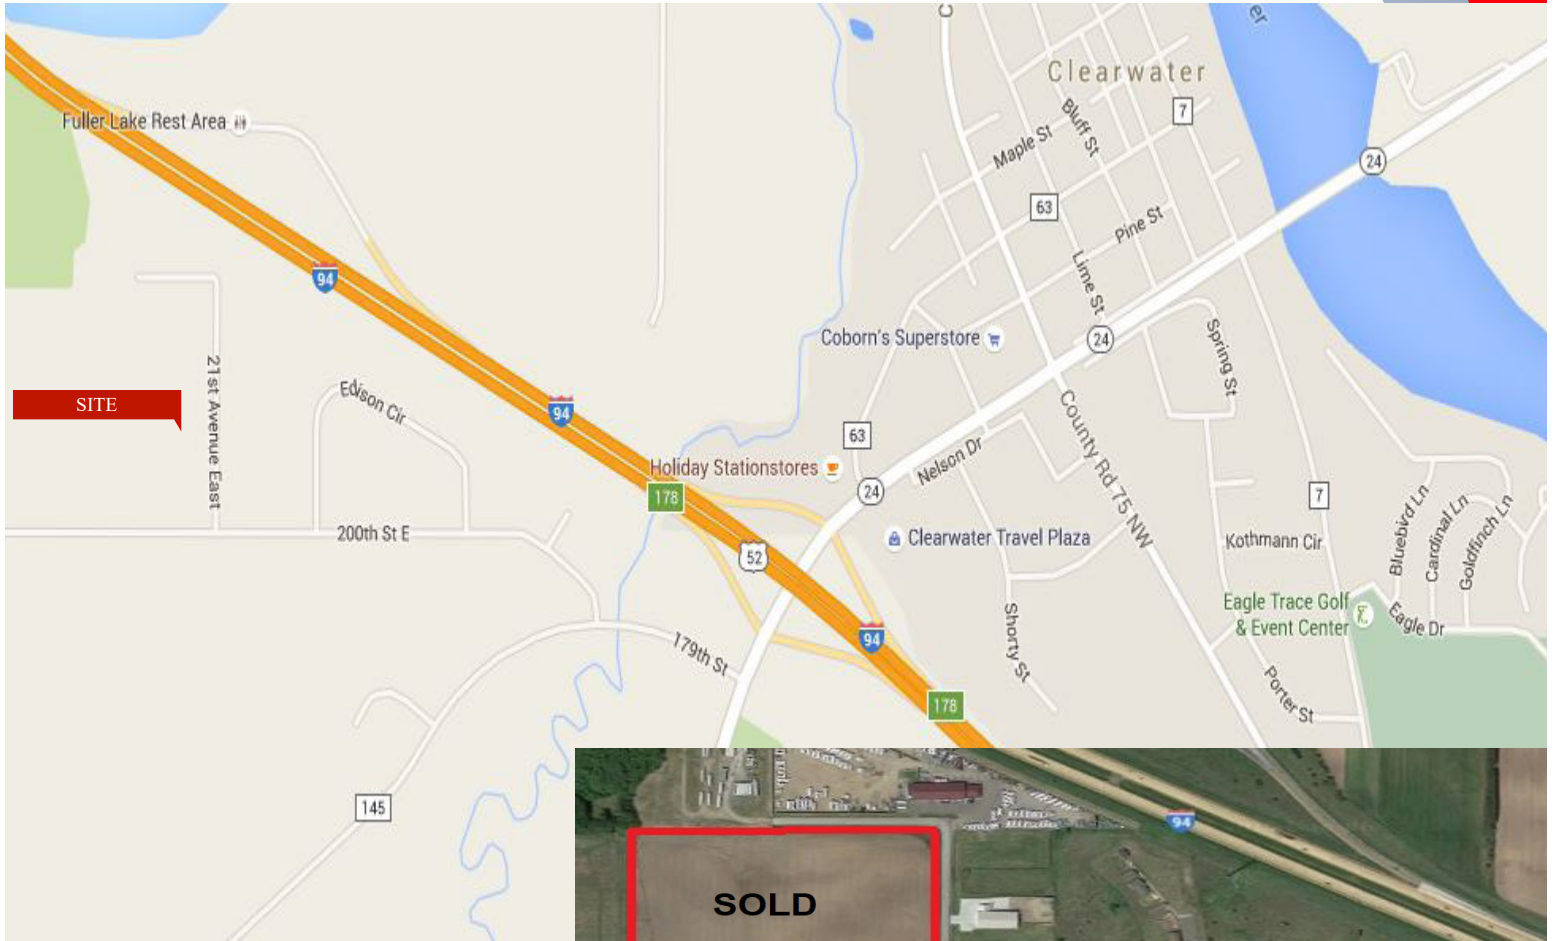 C
er
Clearwater
7
Fuller Lake Rest Area
Bluff St
Maple St
24
63
Pine St
94
Lime St
Coborn's Superstore
24
Spring St
21st Avenue East
SITE
Edison Cir
94
63
County Rd 75 NW
Nelson Dr
Holiday Stationstores
24
178
7
Bluebird Ln
Cardinal Ln
Goldfinch Ln
200th St E
Clearwater Travel Plaza
Kothmann Cir
52
Eagle Trace Golf
& Event Center
Eagle Dr
94
Shorty St
179th St
Porter St
178
145
94
SOLD